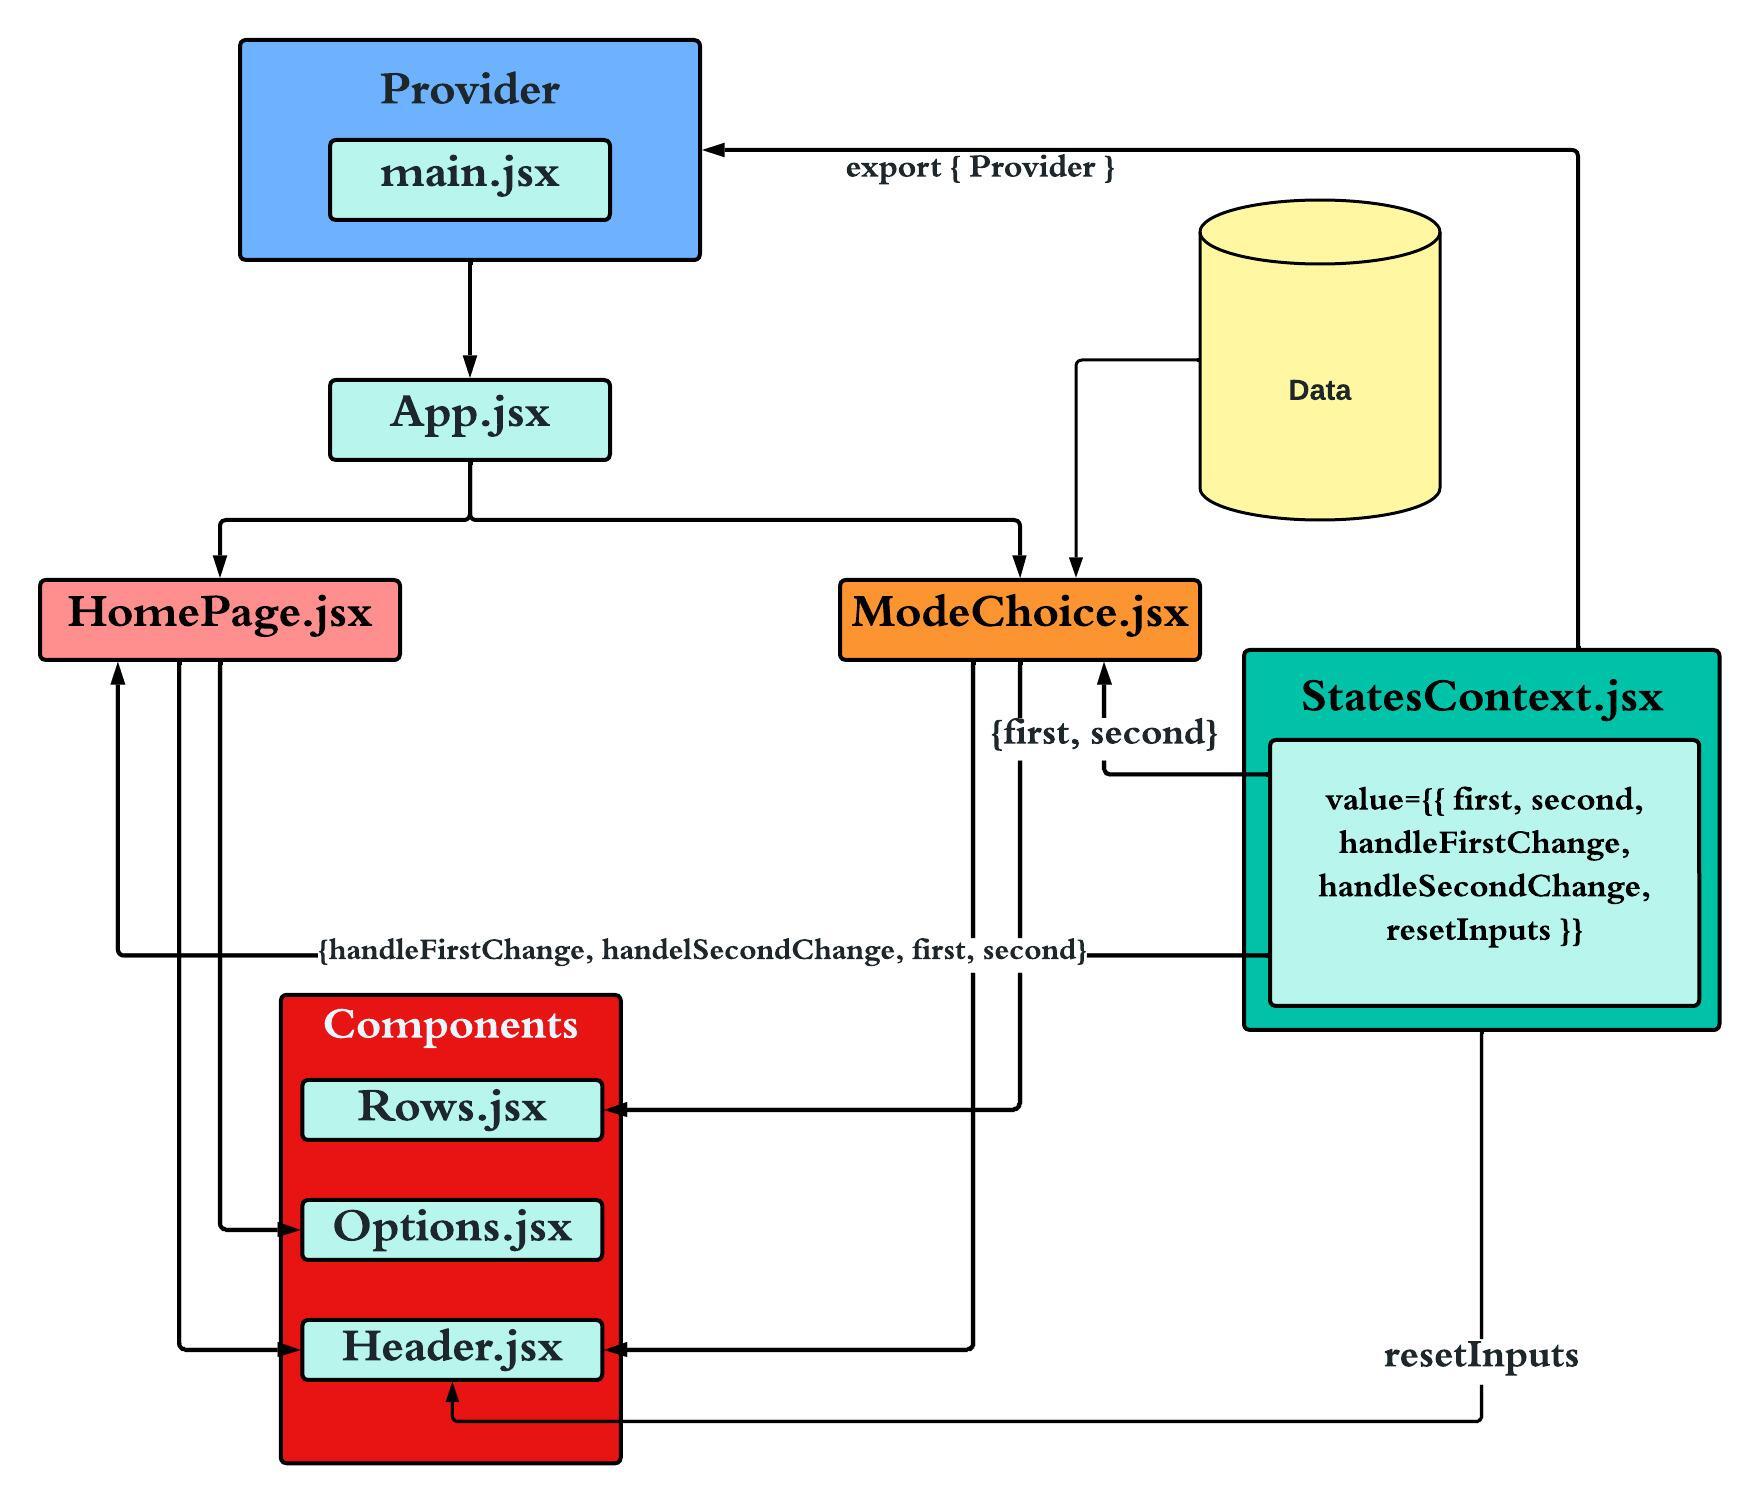 Provider
main.jsx
export { Provider }
Data
App.jsx
HomePage.jsx
ModeChoice.jsx
StatesContext.jsx
{first, second}
value={{ first, second,
handleFirstChange,
handleSecondChange,
resetInputs }}
{handleFirstChange, handelSecondChange, first, second}
Components
Rows.jsx
Options.jsx
Header.jsx
resetInputs